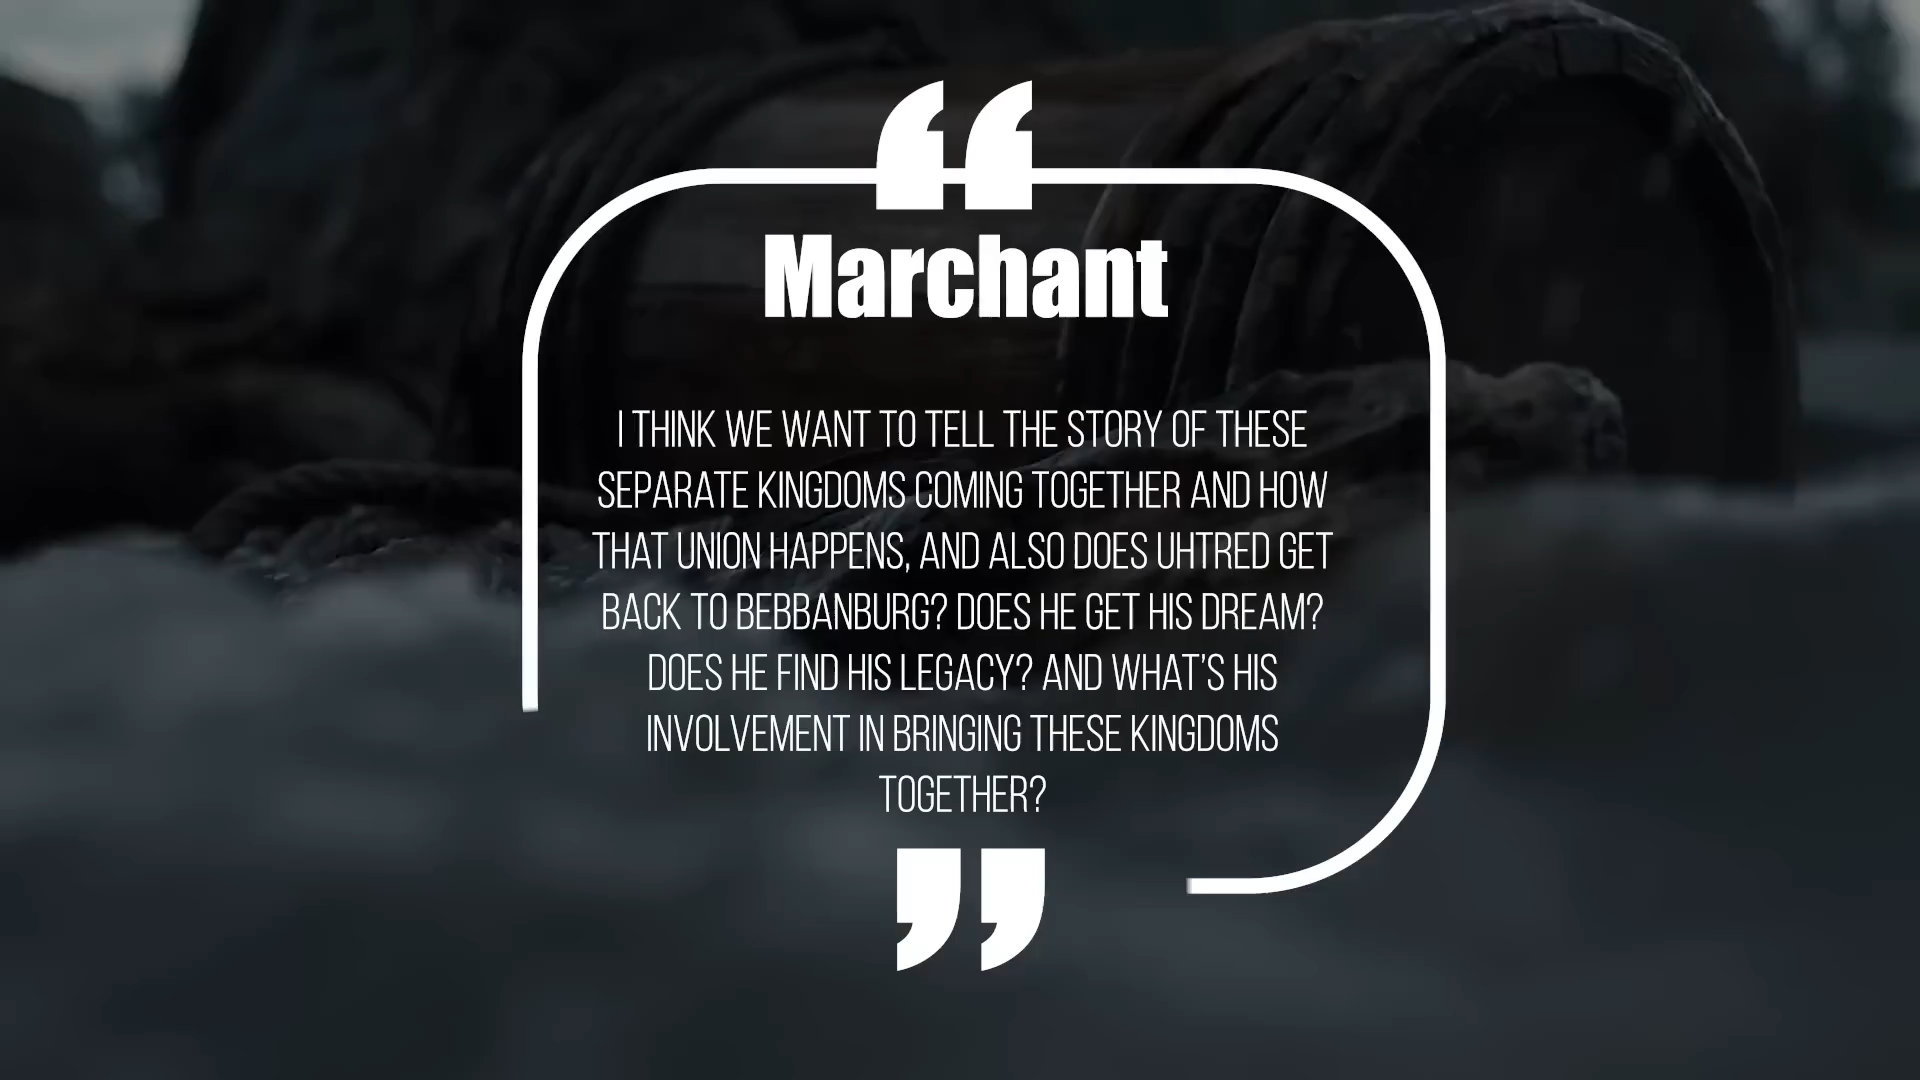 Marchant
I THINK WE WANT TO TELL THE STORY OF THESE
SEPARATE KINGDOMS COMING TOGETHER AND HOW
THAT UNION HAPPENS, AND ALSO DOES UHTRED GET
BACK TO BEBBANBURG? DOES HE GET HIS DREAM?
DOES HE FIND HIS LEGACY? AND WHAT'S HIS
INVOLVEMENT IN BRINGING THESE KINGDOMS
TOGETHER?